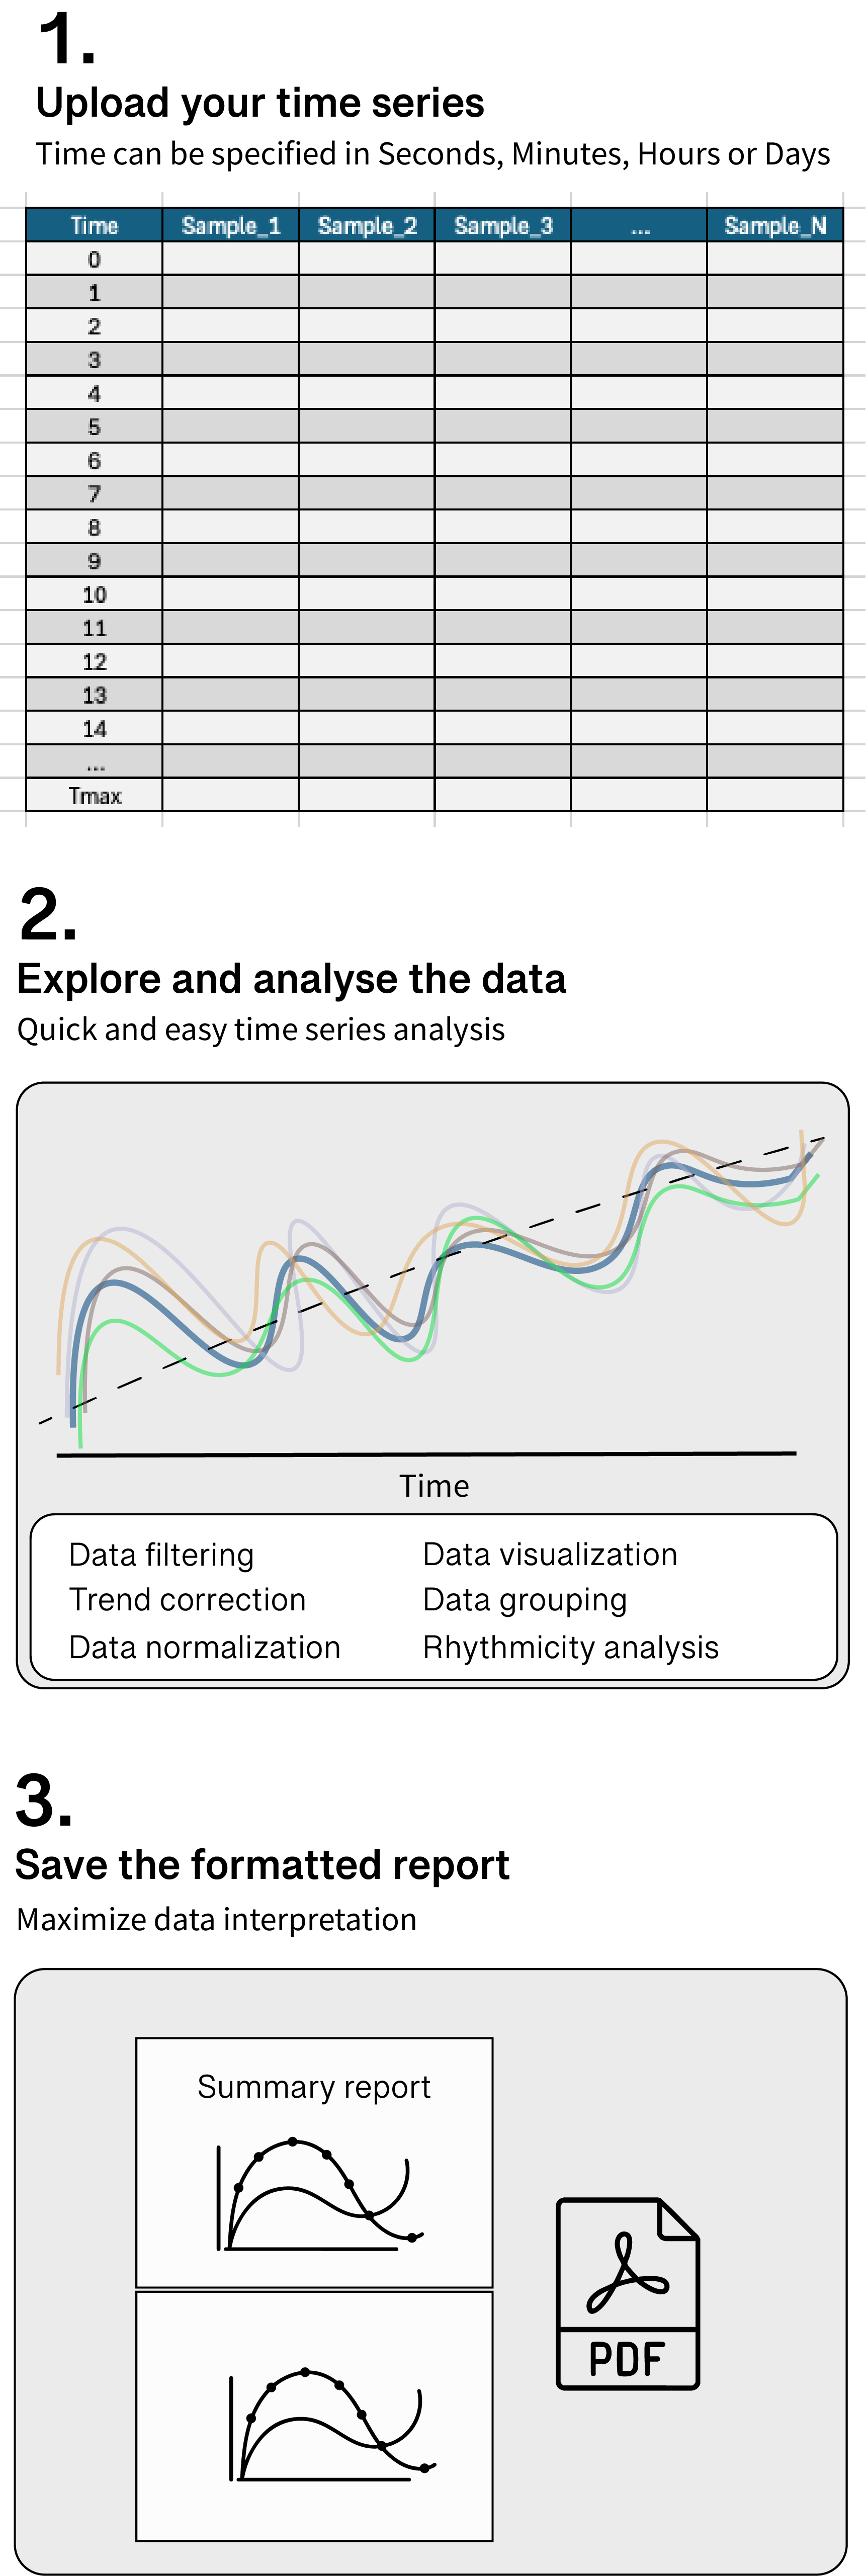 1.
Upload your time series
Time can be specified in Seconds, Minutes, Hours or Days
Time Sample_1 Sample_2 Sample_3 ... Sample_N
0
1
2
3
4
5
6
7
8
9
10
11
12
13
14
...
Tmax
2.
Explore and analyse the data
Quick and easy time series analysis
Time
Data filtering Data visualization
Trend correction Data grouping
Data normalization Rhythmicity analysis
3.
Save the formatted report
Maximize data interpretation
Summary report
PDF